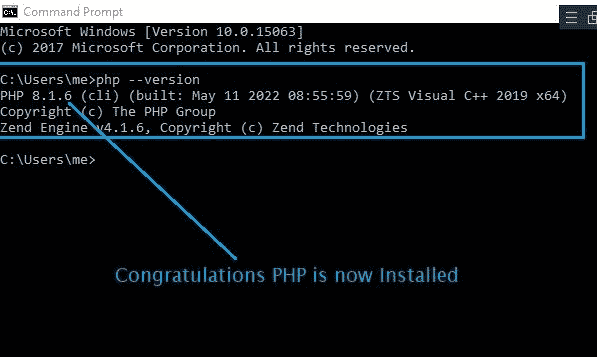 Command Prompt
Microsoft Windows [Version 10.0.15063]
(c) 2017 Microsoft Corporation. All rights reserved.
C:\Users\me>php --version
PHP 8.1.6 (cli) (built: May 11 2022 08:55:59) (ZTS Visual C++ 2019 x64)
Copyright (c) The PHP Group
Zend Engine v4.1.6, Copyright (c) Zend Technologies
C:\Users\me>
Congratulations PHP is now Installed